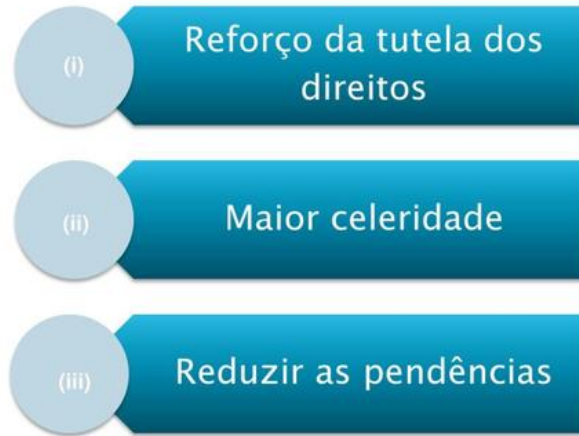 (i)
Reforço da tutela dos
direitos
(ii)
Maior celeridade
(iii)
Reduzir as pendências